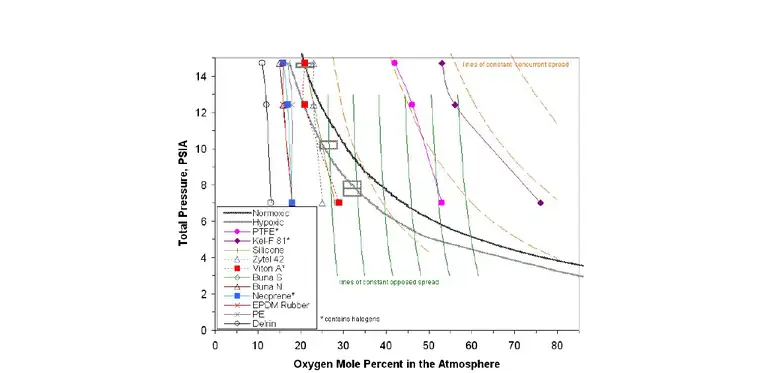 lines of constant concurrent spread
14
12
10
8
6
4
2
0
Total Pressure, PSIA
Normoxic
Hypoxic
PTFE*
Kel-F 81*
Silicone
Zytel 42
Viton A*
Buna S
Buna N
Neoprene*
EPDM Rubber
PE
Delrin
lines of constant opposed spread
* contains halogens
0 10 20 30 40 50 60 70 80
Oxygen Mole Percent in the Atmosphere